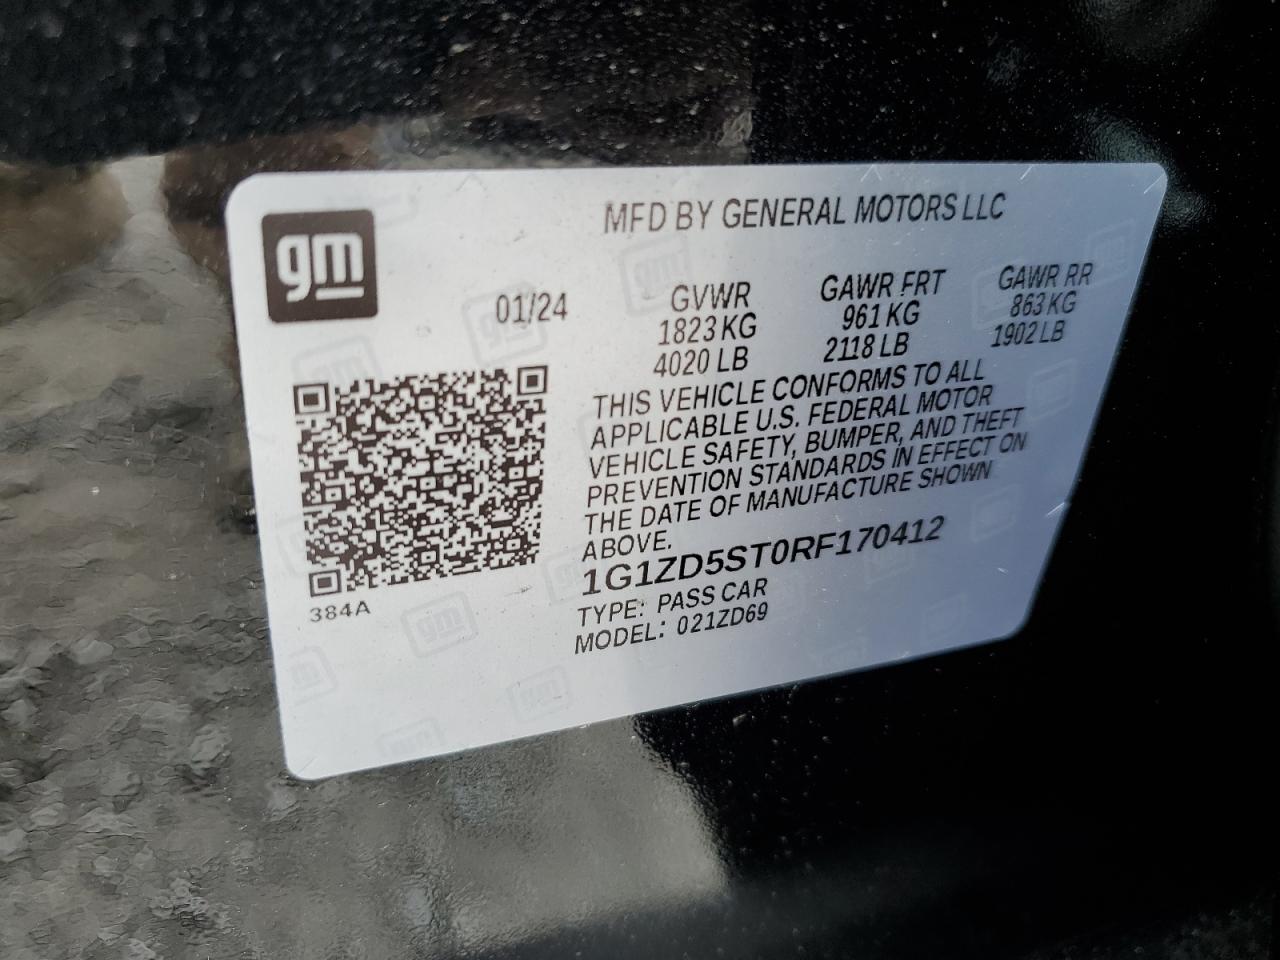 gm
MFD BY GENERAL MOTORS LLC
01/24
GVWR
1823 KG
4020 LB
GAWR FRT
961 KG
2118 LB
GAWR RR
863 KG
1902 LB
THIS VEHICLE CONFORMS TO ALL
APPLICABLE U.S. FEDERAL MOTOR
VEHICLE SAFETY, BUMPER, AND THEFT
PREVENTION STANDARDS IN EFFECT ON
THE DATE OF MANUFACTURE SHOWN
ABOVE.
1G1ZD5ST0RF170412
TYPE: PASS CAR
MODEL: 021ZD69
384A